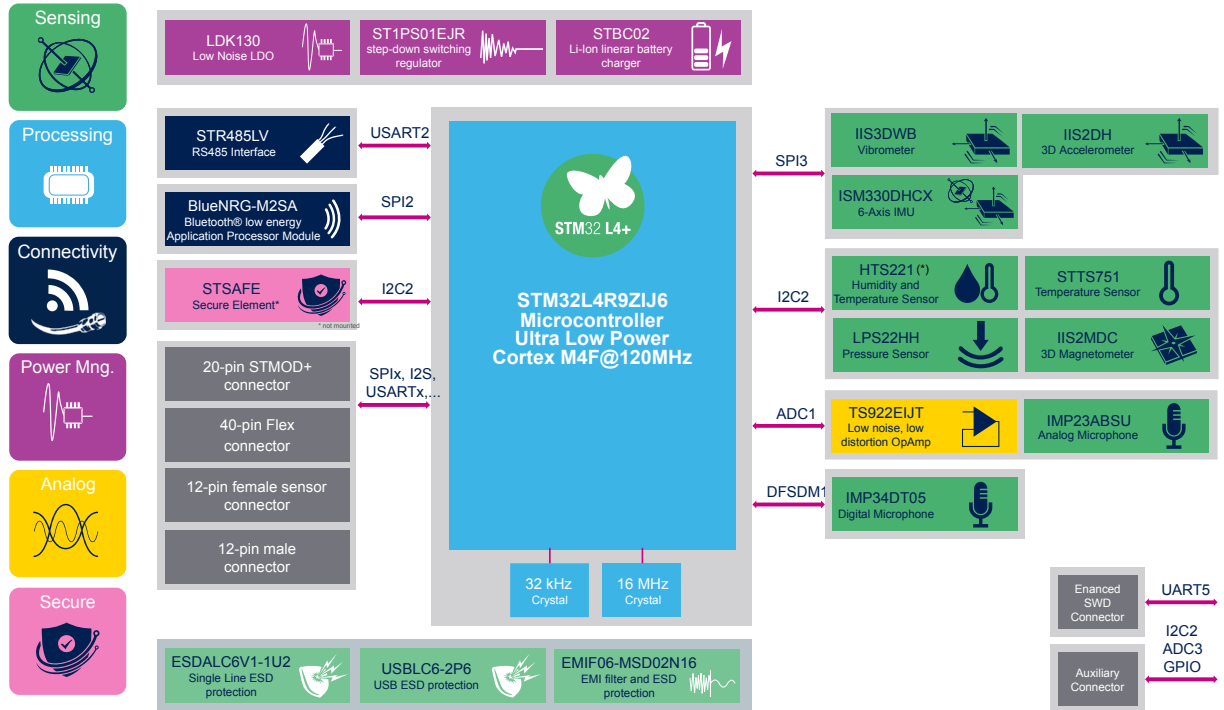 Sensing
Processing
Connectivity
Power Mng.
Analog
Secure
LDK130
Low Noise LDO
ST1PS01EJR
step-down switching
regulator
STBC02
Li-Ion linerar battery
charger
STR485LV
RS485 Interface
USART2
BlueNRG-M2SA
Bluetooth® low energy
Application Processor Module
SPI2
STSAFE
Secure Element*
* not mounted
I2C2
20-pin STMOD+
connector
40-pin Flex
connector
12-pin female sensor
connector
12-pin male
connector
SPIx, I2S,
USARTx,...
STM32 L4+
STM32L4R9ZIJ6
Microcontroller
Ultra Low Power
Cortex M4F@120MHz
32 kHz
Crystal
16 MHz
Crystal
SPI3
IIS3DWB
Vibrometer
IIS2DH
3D Accelerometer
ISM330DHCX
6-Axis IMU
I2C2
HTS221 (*)
Humidity and
Temperature Sensor
STTS751
Temperature Sensor
LPS22HH
Pressure Sensor
IIS2MDC
3D Magnetometer
ADC1
TS922EIJT
Low noise, low
distortion OpAmp
IMP23ABSU
Analog Microphone
DFSDM1
IMP34DT05
Digital Microphone
Enanced
SWD
Connector
UART5
Auxiliary
Connector
I2C2
ADC3
GPIO
ESDALC6V1-1U2
Single Line ESD
protection
USBLC6-2P6
USB ESD protection
EMIF06-MSD02N16
EMI filter and ESD
protection